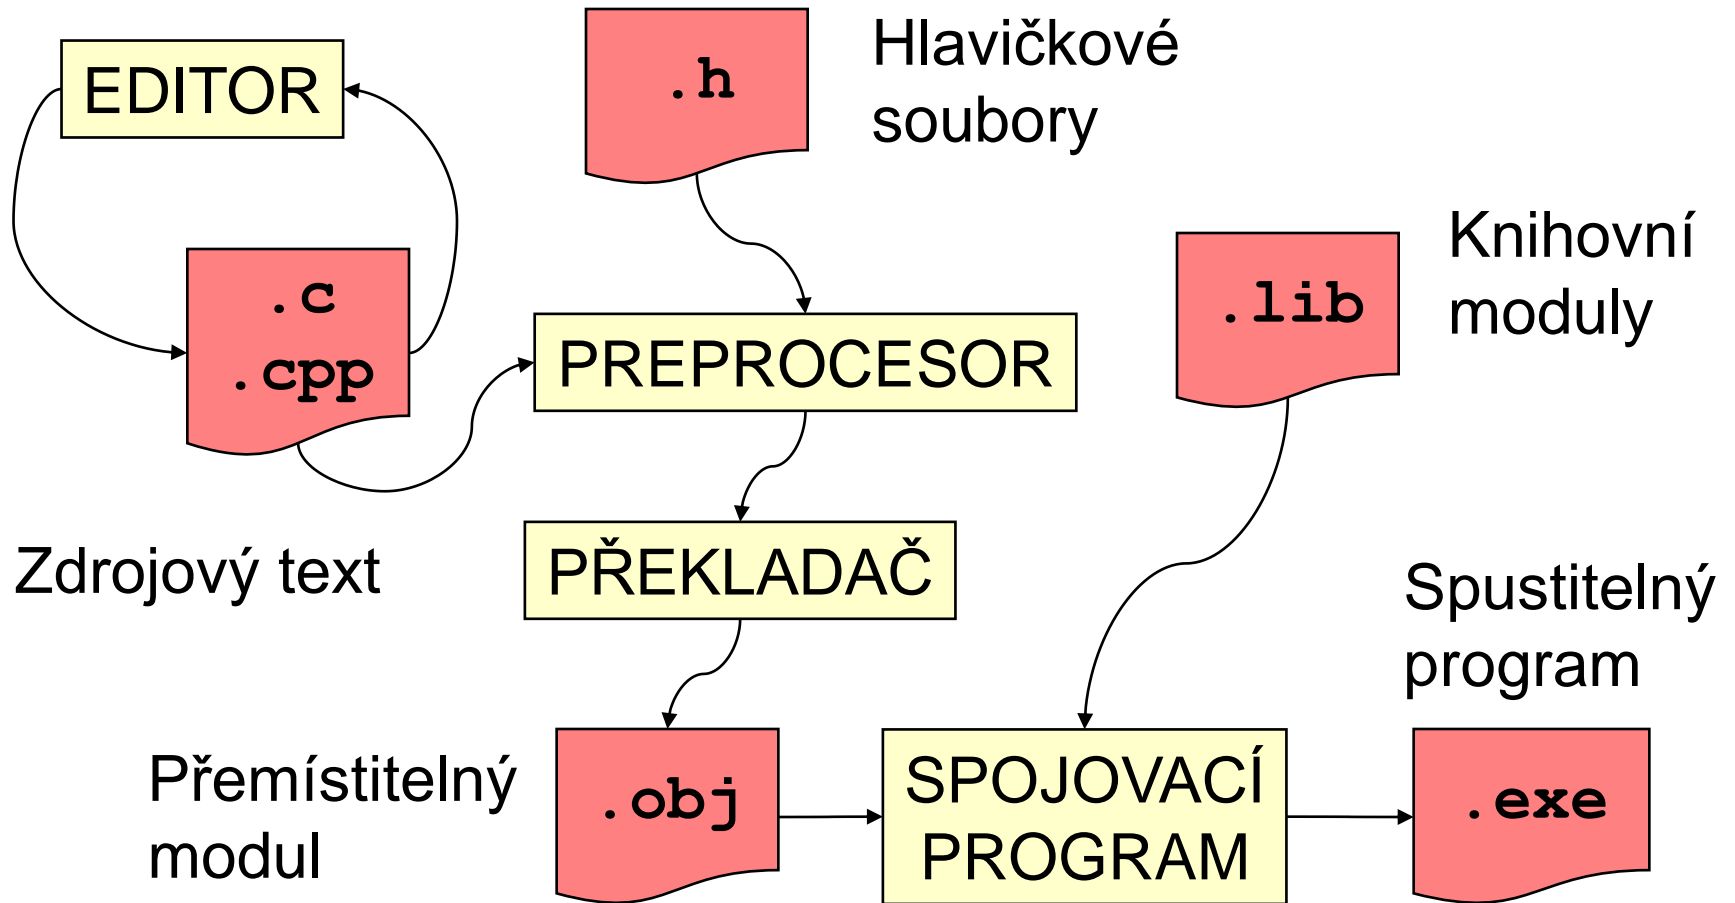 EDITOR
.h
Hlavičkové
soubory
.c
.cpp
Knihovní
moduly
.lib
PREPROCESOR
Zdrojový text
PŘEKLADAČ
Spustitelný
program
Přemístitelný
modul
.obj
SPOJOVACÍ
PROGRAM
.exe